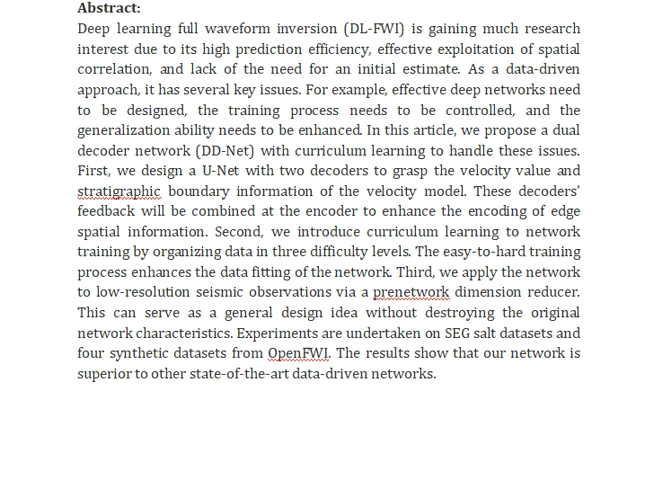 Abstract:
Deep learning full waveform inversion (DL-FWI) is gaining much research
interest due to its high prediction efficiency, effective exploitation of spatial
correlation, and lack of the need for an initial estimate. As a data-driven
approach, it has several key issues. For example, effective deep networks need
to be designed, the training process needs to be controlled, and the
generalization ability needs to be enhanced. In this article, we propose a dual
decoder network (DD-Net) with curriculum learning to handle these issues.
First, we design a U-Net with two decoders to grasp the velocity value and
stratigraphic boundary information of the velocity model. These decoders’
feedback will be combined at the encoder to enhance the encoding of edge
spatial information. Second, we introduce curriculum learning to network
training by organizing data in three difficulty levels. The easy-to-hard training
process enhances the data fitting of the network. Third, we apply the network
to low-resolution seismic observations via a prenetwork dimension reducer.
This can serve as a general design idea without destroying the original
network characteristics. Experiments are undertaken on SEG salt datasets and
four synthetic datasets from OpenFWI. The results show that our network is
superior to other state-of-the-art data-driven networks.